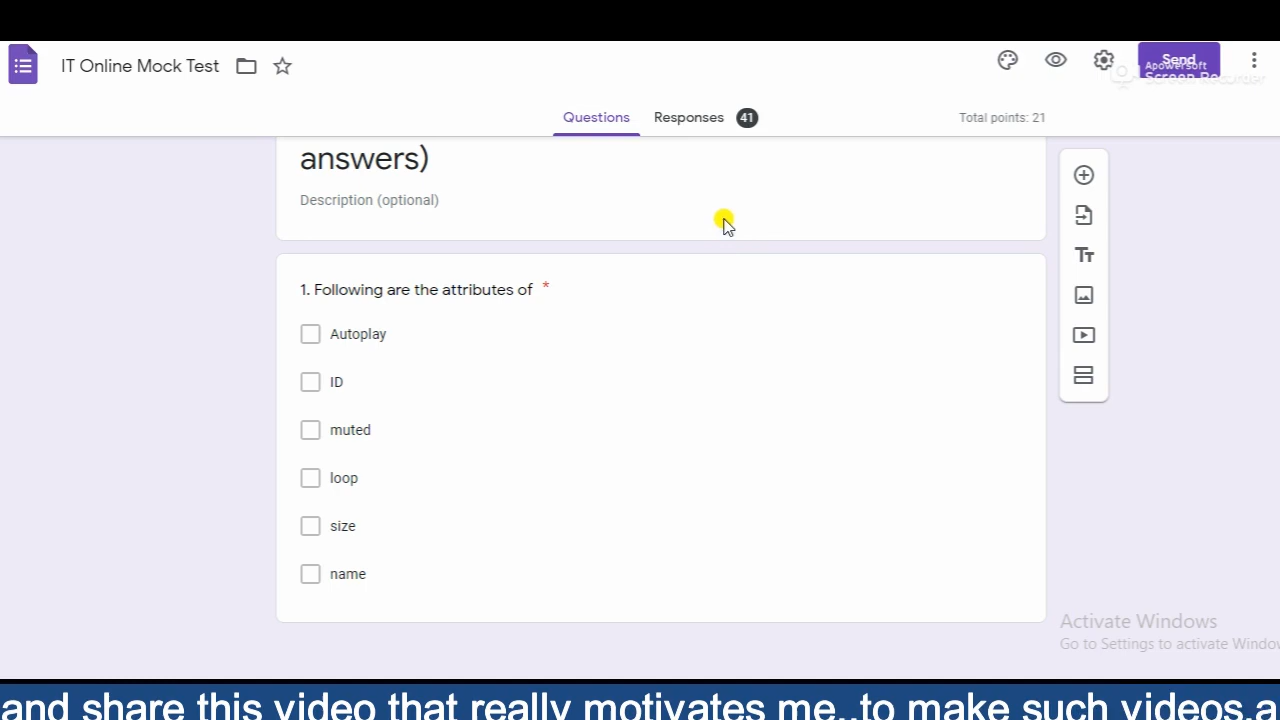 IT Online Mock Test
Send
Apowersoft
Screen Recorder
Questions
Responses 41
Total points: 21
answers)
Description (optional)
1. Following are the attributes of *
Autoplay
ID
muted
loop
size
name
Activate Windows
Go to Settings to activate Windo
and share this video that really motivates me..to make such videos.a